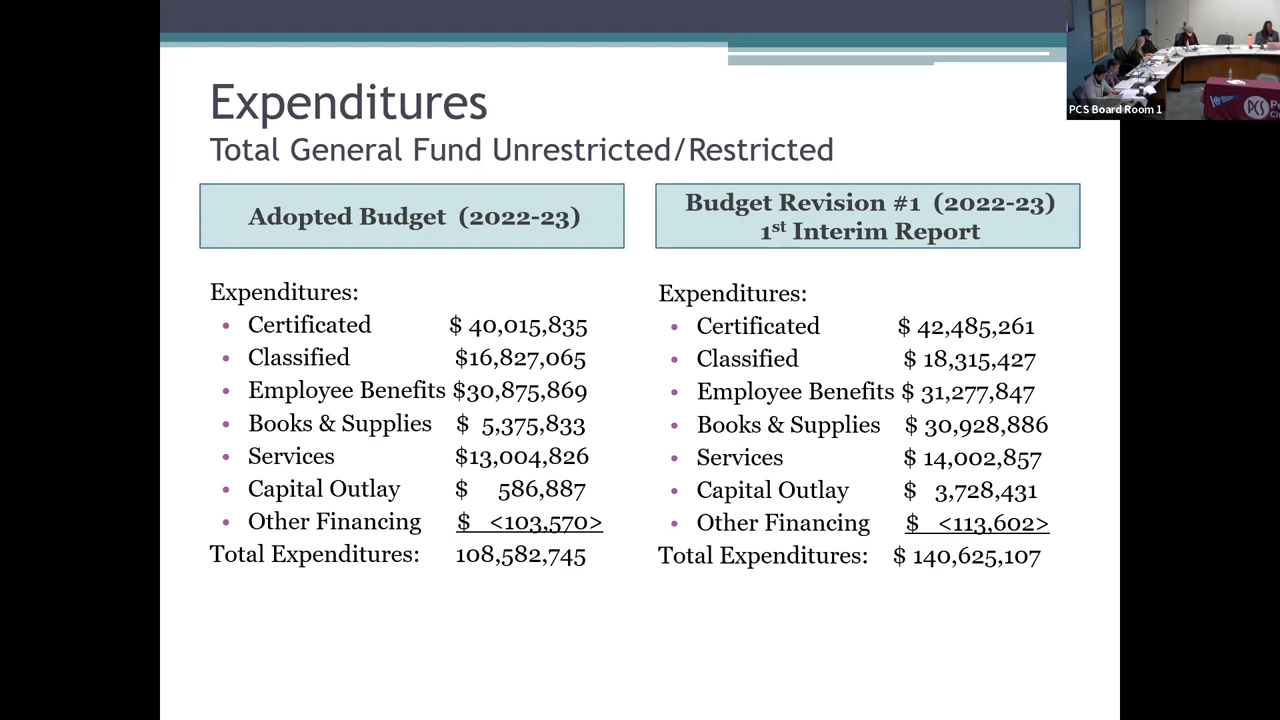 Expenditures
Total General Fund Unrestricted/Restricted
Adopted Budget (2022-23)
Expenditures:
• Certificated $ 40,015,835
• Classified $16,827,065
• Employee Benefits $30,875,869
• Books & Supplies $ 5,375,833
• Services $13,004,826
• Capital Outlay $ 586,887
• Other Financing $ <103,570>
Total Expenditures: 108,582,745
Budget Revision #1 (2022-23)
1st Interim Report
Expenditures:
• Certificated $ 42,485,261
• Classified $ 18,315,427
• Employee Benefits $ 31,277,847
• Books & Supplies $ 30,928,886
• Services $ 14,002,857
• Capital Outlay $ 3,728,431
• Other Financing $ <113,602>
Total Expenditures: $ 140,625,107
PCS Board Room 1
PCS